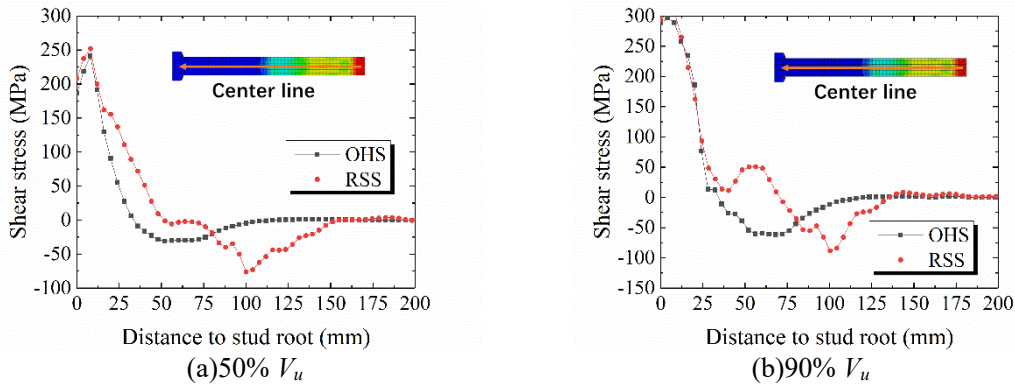 300
250
200
150
100
50
0
-50
-100
Shear stress (MPa)
Center line
OHS
RSS
0 25 50 75 100 125 150 175 200
Distance to stud root (mm)
(a)50% Vu
300
250
200
150
100
50
0
-50
-100
-150
Shear stress (MPa)
Center line
OHS
RSS
0 25 50 75 100 125 150 175 200
Distance to stud root (mm)
(b)90% Vu